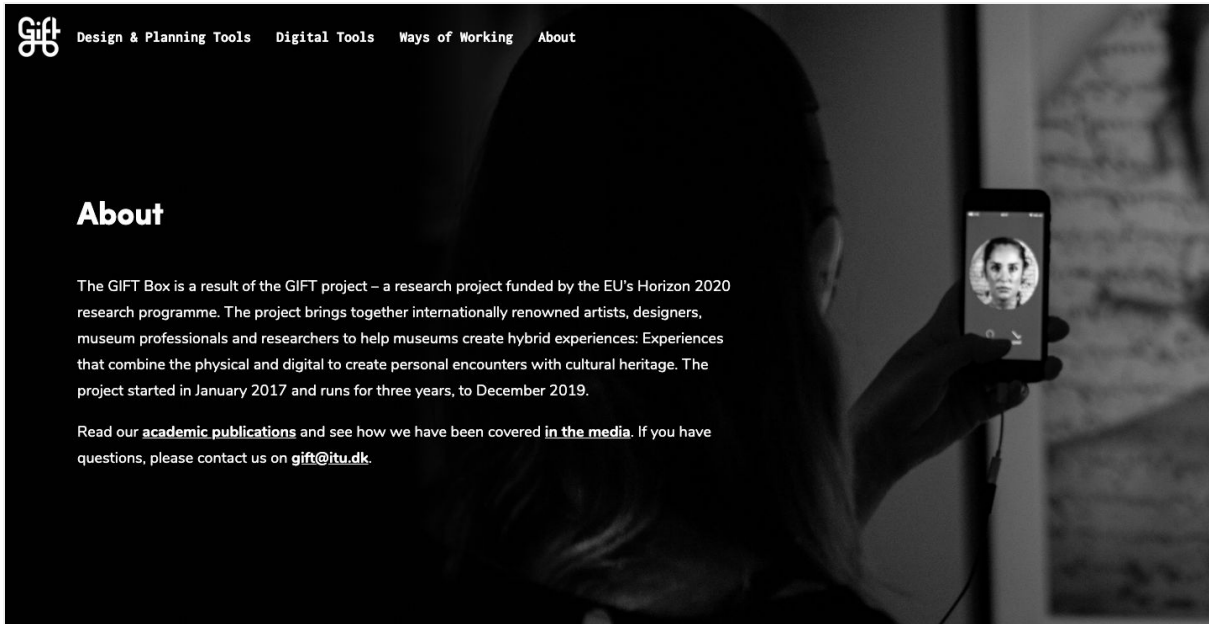 Gift
Design & Planning Tools
Digital Tools
Ways of Working
About
About
The GIFT Box is a result of the GIFT project – a research project funded by the EU's Horizon 2020
research programme. The project brings together internationally renowned artists, designers,
museum professionals and researchers to help museums create hybrid experiences: Experiences
that combine the physical and digital to create personal encounters with cultural heritage. The
project started in January 2017 and runs for three years, to December 2019.
Read our academic publications and see how we have been covered in the media. If you have
questions, please contact us on gift@itu.dk.